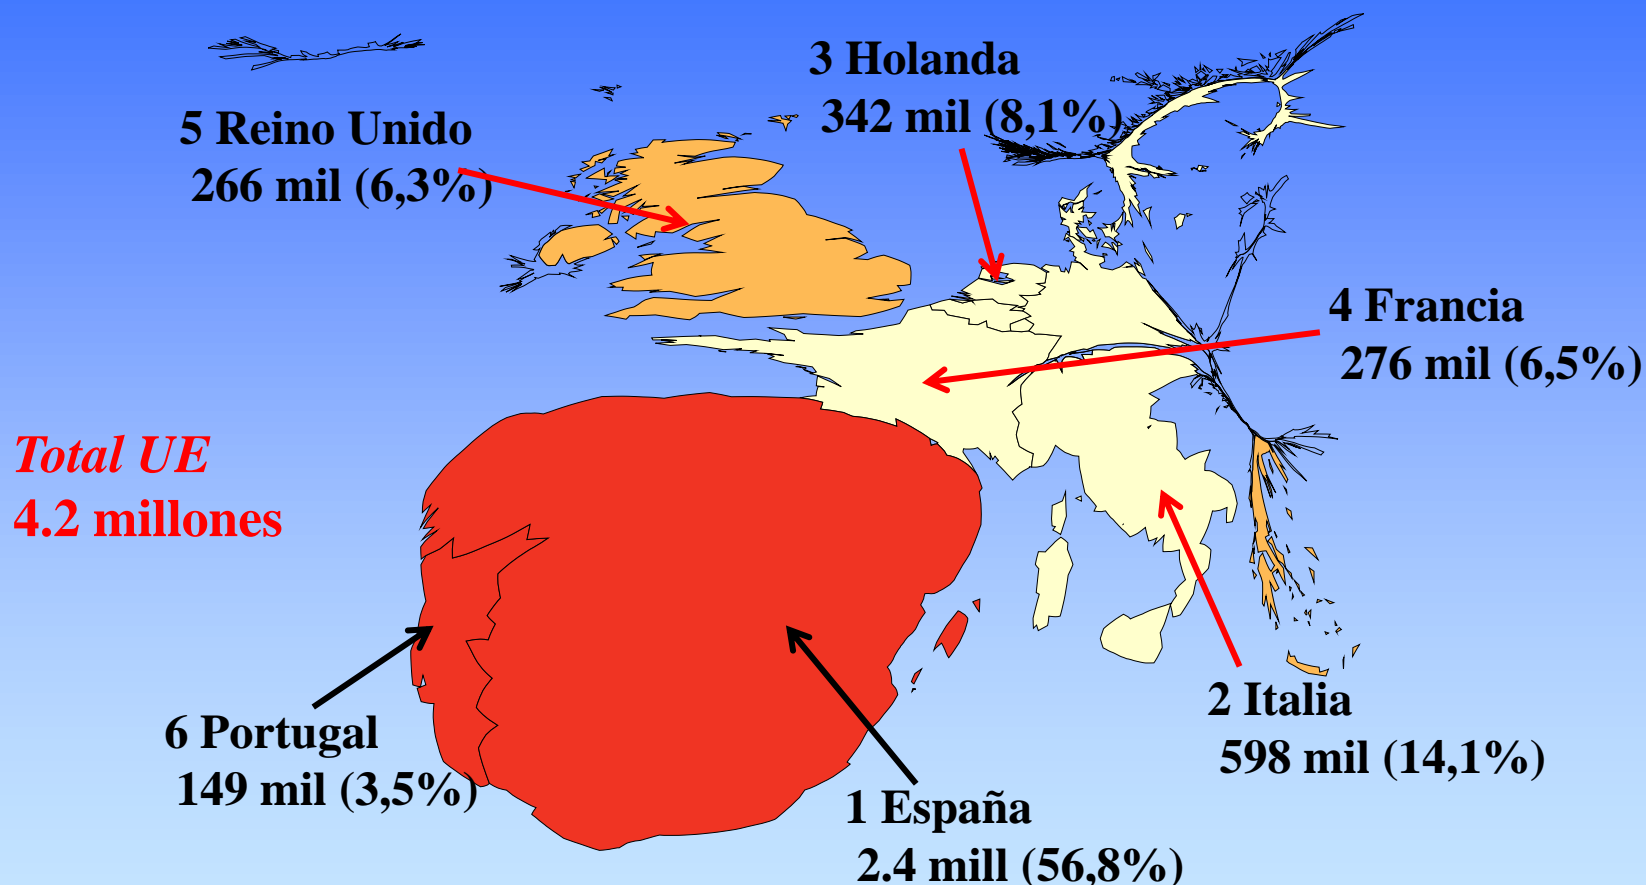 3 Holanda
342 mil (8,1%)
5 Reino Unido
266 mil (6,3%)
4 Francia
276 mil (6,5%)
Total UE
4.2 millones
2 Italia
598 mil (14,1%)
6 Portugal
149 mil (3,5%)
1 España
2.4 mill (56,8%)